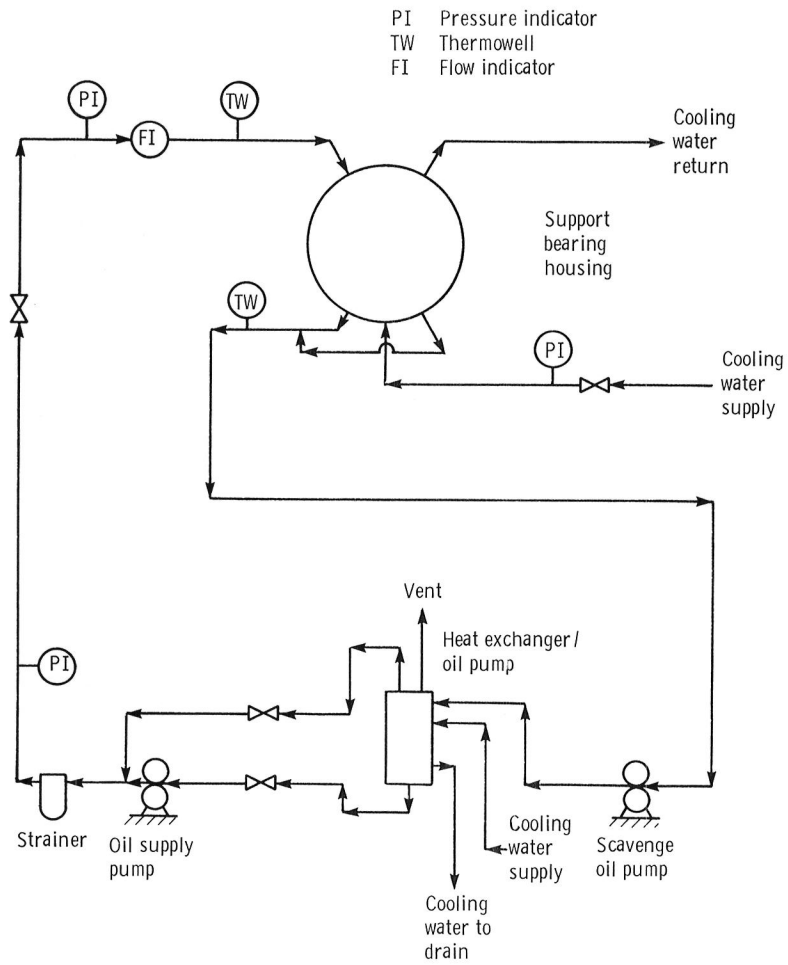 PI Pressure indicator
TW Thermowell
FI Flow indicator
PI
TW
FI
Cooling
water
return
Support
bearing
housing
TW
PI
Cooling
water
supply
Vent
Heat exchanger/
oil pump
PI
Strainer
Oil supply
pump
Cooling
water
supply
Scavenge
oil pump
Cooling
water to
drain